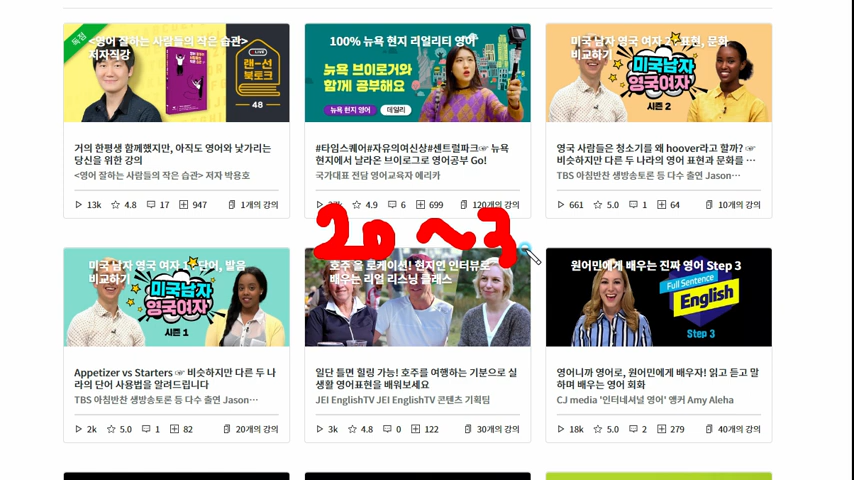 독점
<영어 잘하는 사람들의 작은 습관>
저자직강
LIVE
랜-선
북토크
48
거의 한평생 함께했지만, 아직도 영어와 낯가리는
당신을 위한 강의
<영어 잘하는 사람들의 작은 습관> 저자 박용호
13k 4.8 17 947 1개의 강의
100% 뉴욕 현지 리얼리티 영어
뉴욕 브이로거와
함께 공부해요
뉴욕 현지 영어 데일리
#타임스퀘어#자유의여신상#센트럴파크☞ 뉴욕
현지에서 날라온 브이로그로 영어공부 Go!
국가대표 전담 영어교육자 에리카
4.9 6 699 120개의 강의
미국 남자 영국 여자 2 : 표현, 문화
비교하기
미국남자
영국여자
시즌 2
영국 사람들은 청소기를 왜 hoover라고 할까? ☞
비슷하지만 다른 두 나라의 영어 표현과 문화를 …
TBS 아침반찬 생방송토론 등 다수 출연 Jason…
661 5.0 1 64 10개의 강의
20~3
미국 남자 영국 여자 1 : 단어, 발음
비교하기
미국남자
영국여자
시즌 1
Appetizer vs Starters ☞ 비슷하지만 다른 두 나
라의 단어 사용법을 알려드립니다
TBS 아침반찬 생방송토론 등 다수 출연 Jason…
2k 5.0 1 82 20개의 강의
호주 올 로케이션! 현지인 인터뷰로
배우는 리얼 리스닝 클래스
일단 틀면 힐링 가능! 호주를 여행하는 기분으로 실
생활 영어표현을 배워보세요
JEI EnglishTV JEI EnglishTV 콘텐츠 기획팀
3k 4.8 0 122 30개의 강의
원어민에게 배우는 진짜 영어 Step 3
Full Sentence
English
Step 3
영어니까 영어로, 원어민에게 배우자! 읽고 듣고 말
하며 배우는 영어 회화
CJ media '인터네셔널 영어' 앵커 Amy Aleha
18k 5.0 2 279 40개의 강의